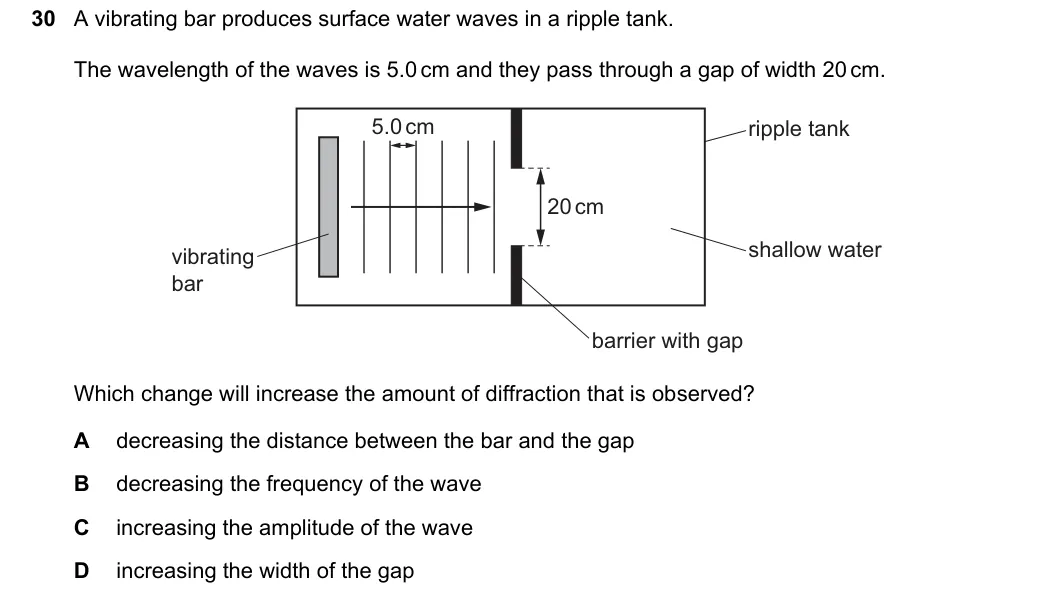 30 A vibrating bar produces surface water waves in a ripple tank.
The wavelength of the waves is 5.0 cm and they pass through a gap of width 20 cm.
5.0 cm
ripple tank
20 cm
vibrating
bar
shallow water
barrier with gap
Which change will increase the amount of diffraction that is observed?
A decreasing the distance between the bar and the gap
B decreasing the frequency of the wave
C increasing the amplitude of the wave
D increasing the width of the gap